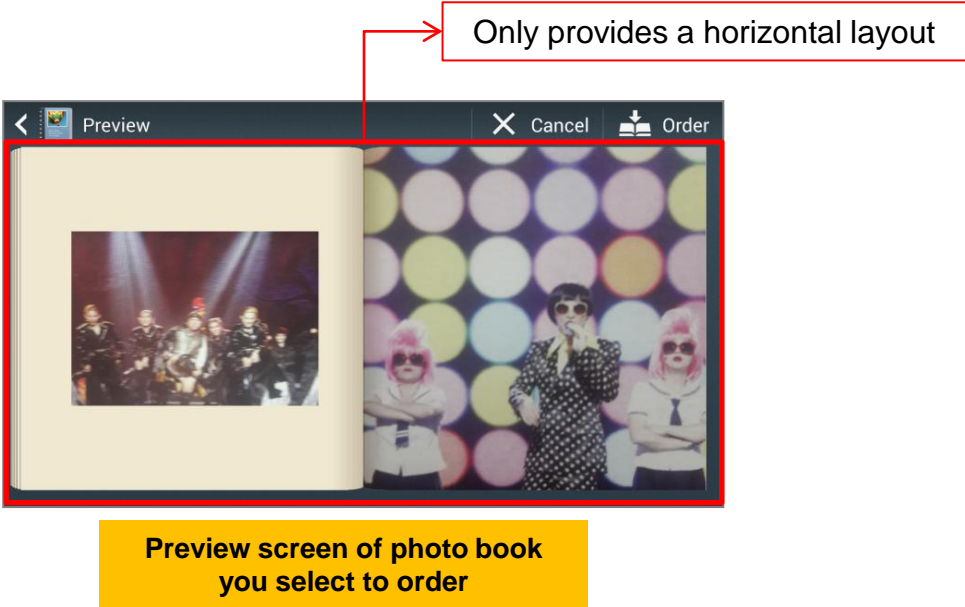 Only provides a horizontal layout
Preview
Cancel
Order
Preview screen of photo book
you select to order